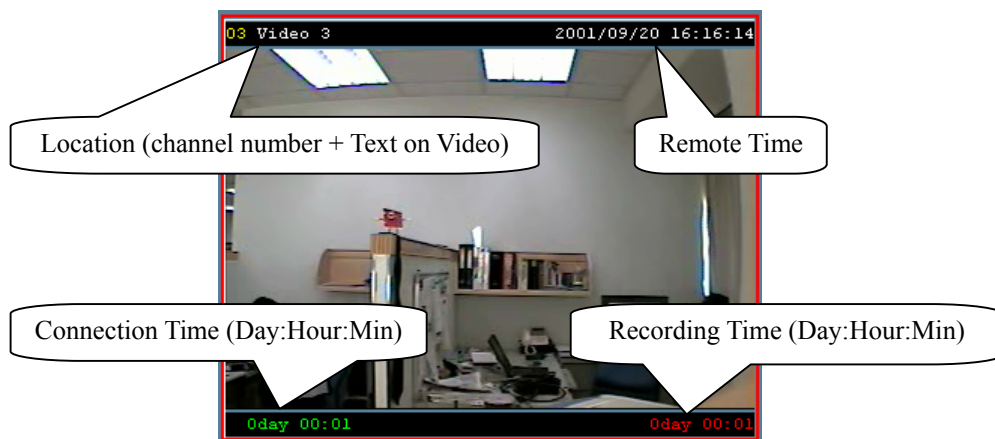 03 Video 3
2001/09/20 16:16:14
Location (channel number + Text on Video)
Remote Time
Connection Time (Day:Hour:Min)
Recording Time (Day:Hour:Min)
0day 00:01
0day 00:01